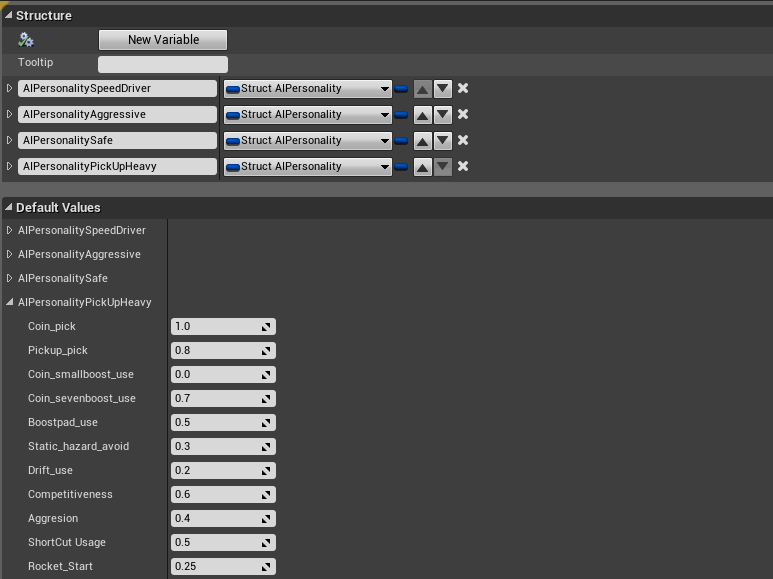 Structure
New Variable
Tooltip
AIPersonalitySpeedDriver Struct AIPersonality
AIPersonalityAggressive Struct AIPersonality
AIPersonalitySafe Struct AIPersonality
AIPersonalityPickUpHeavy Struct AIPersonality
Default Values
AIPersonalitySpeedDriver
AIPersonalityAggressive
AIPersonalitySafe
AIPersonalityPickUpHeavy
Coin_pick 1.0
Pickup_pick 0.8
Coin_smallboost_use 0.0
Coin_sevenboost_use 0.7
Boostpad_use 0.5
Static_hazard_avoid 0.3
Drift_use 0.2
Competitiveness 0.6
Aggresion 0.4
ShortCut Usage 0.5
Rocket_Start 0.25